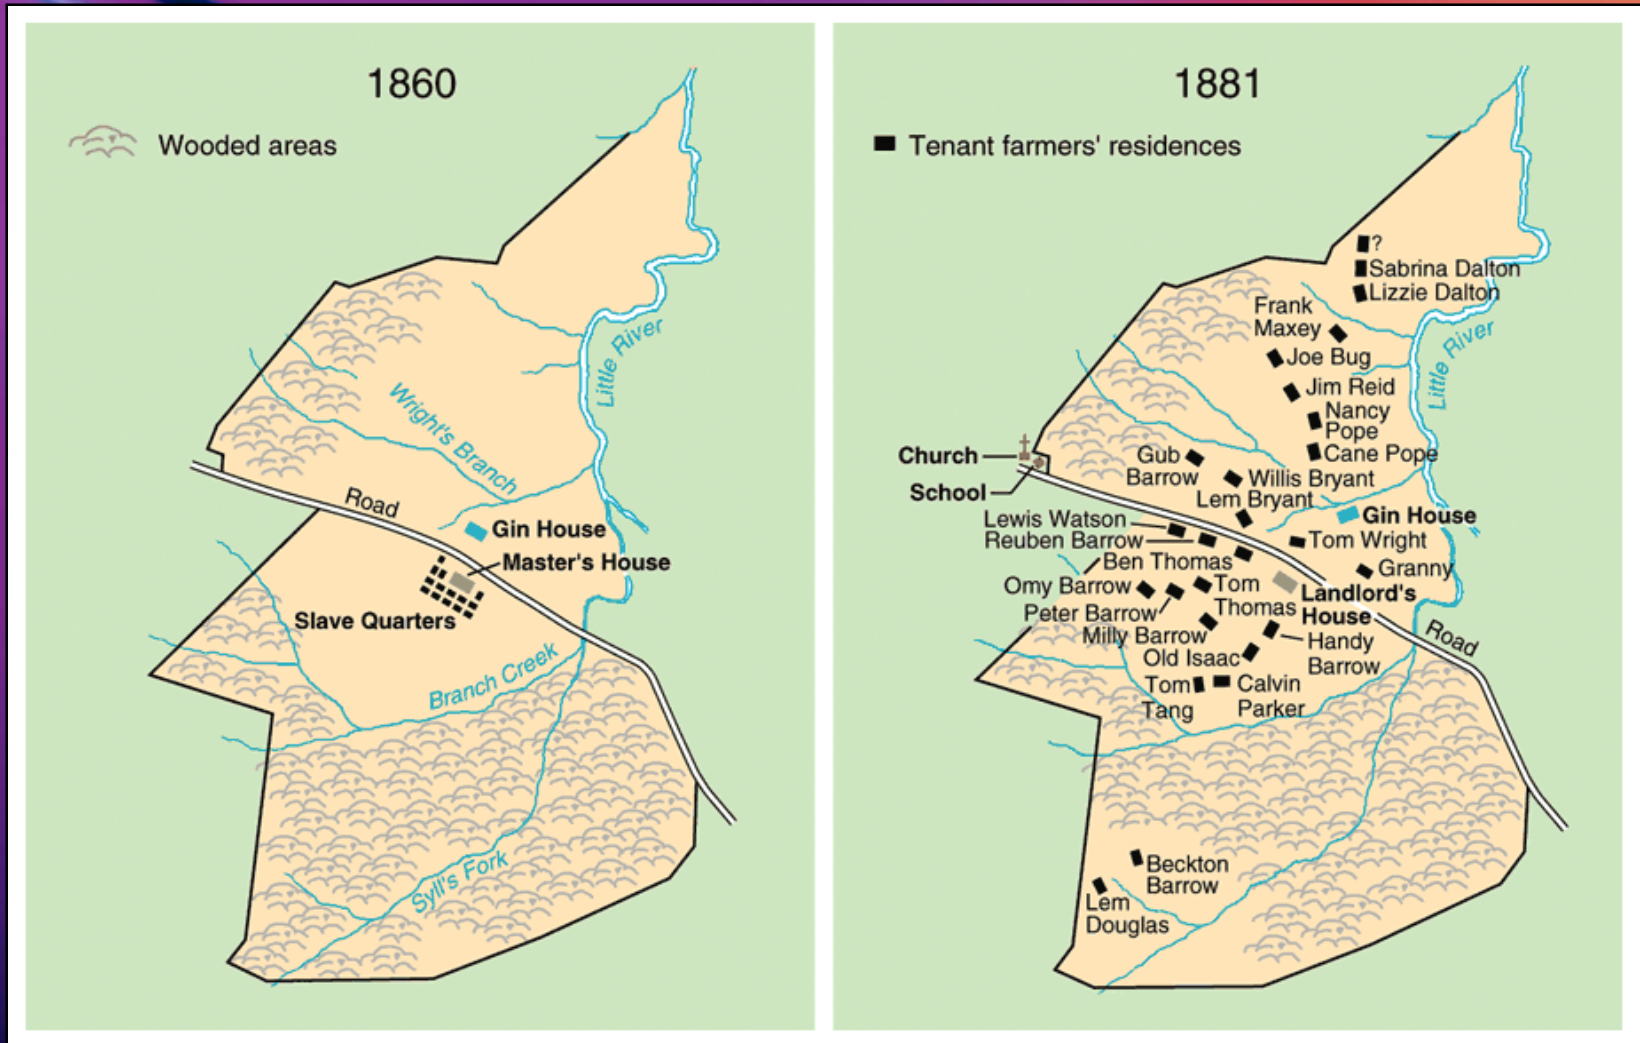 1860
Wooded areas
Little River
Wright's Branch
Road
Gin House
Master's House
Slave Quarters
Branch Creek
Syll's Fork
1881
Tenant farmers' residences
?
Sabrina Dalton
Lizzie Dalton
Frank
Maxey
Joe Bug
Little River
Jim Reid
Nancy
Pope
Cane Pope
Church
School
Gub
Barrow
Willis Bryant
Lem Bryant
Gin House
Lewis Watson
Reuben Barrow
Tom Wright
Ben Thomas
Granny
Omy Barrow
Tom
Thomas
Landlord's
House
Peter Barrow
Milly Barrow
Handy
Barrow
Road
Old Isaac
Tom
Tang
Calvin
Parker
Beckton
Barrow
Lem
Douglas